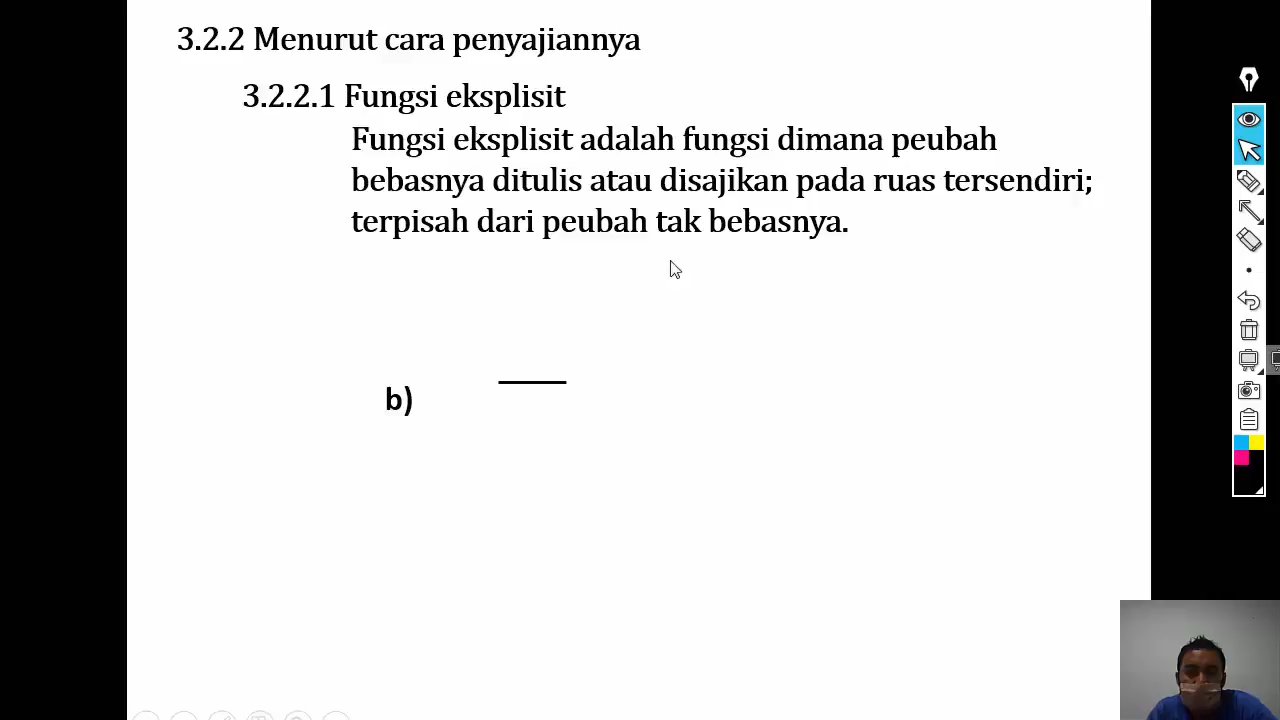 3.2.2 Menurut cara penyajiannya
3.2.2.1 Fungsi eksplisit
Fungsi eksplisit adalah fungsi dimana peubah
bebasnya ditulis atau disajikan pada ruas tersendiri;
terpisah dari peubah tak bebasnya.
b)